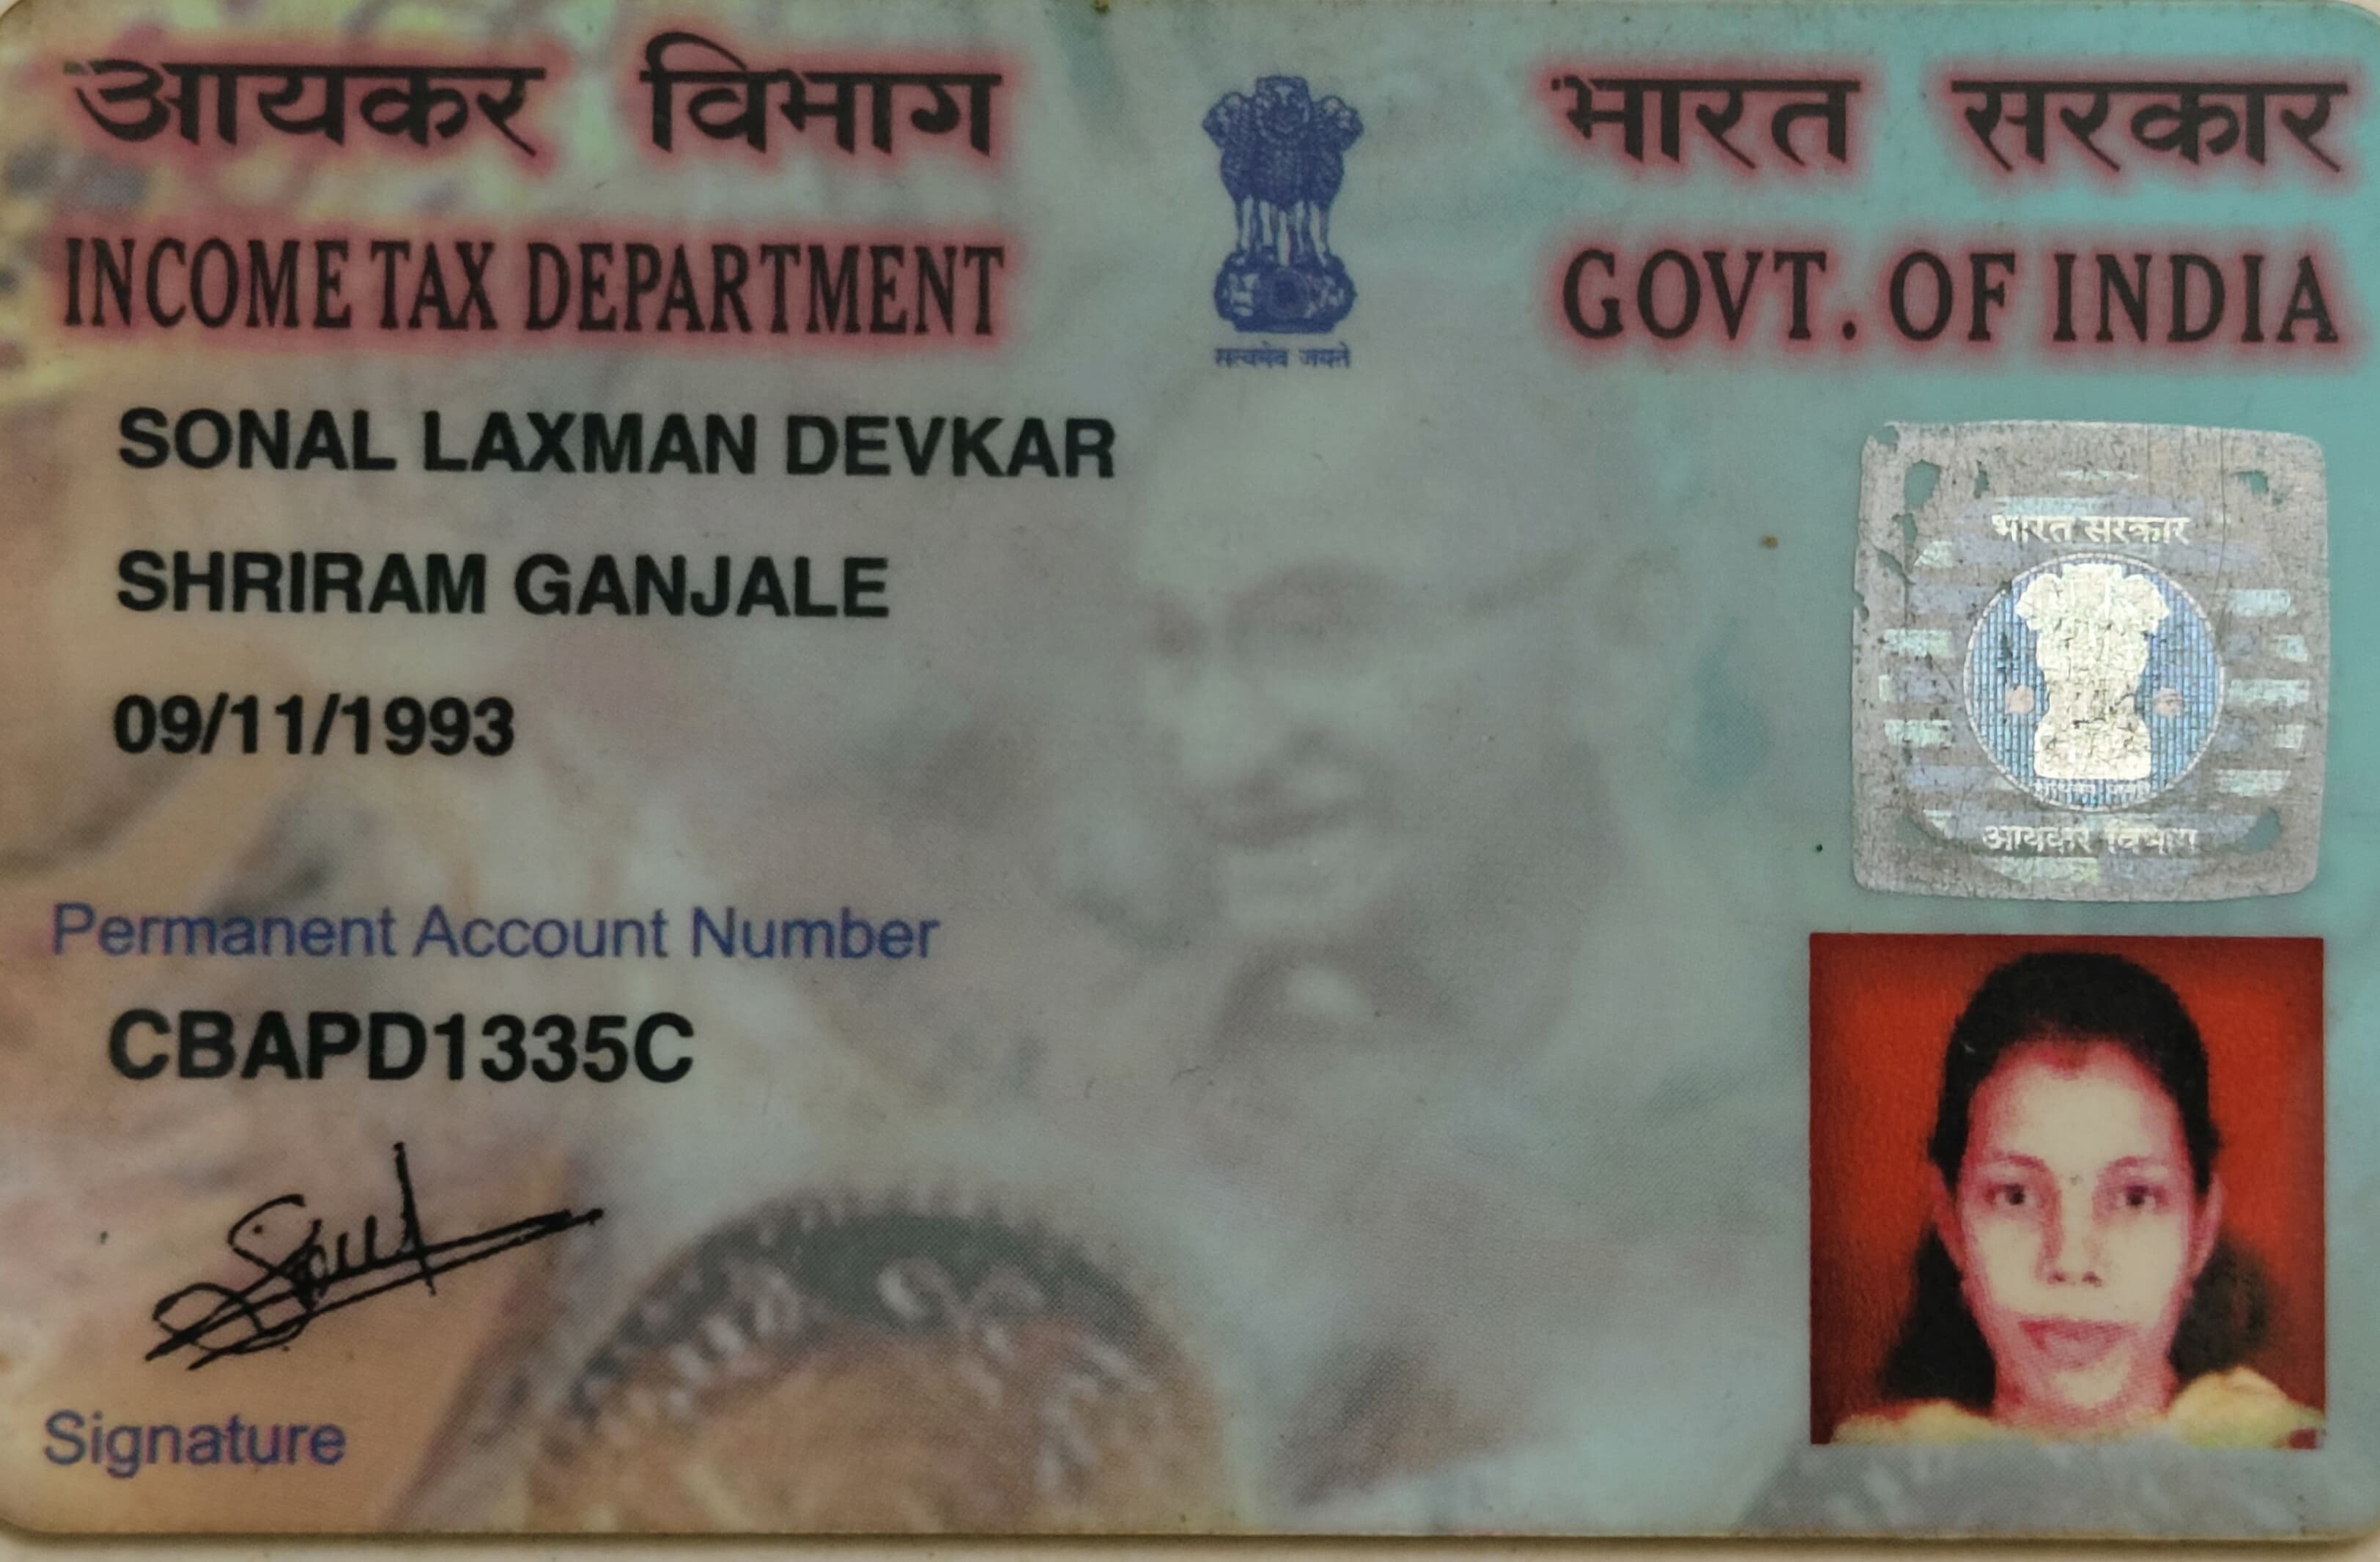 आयकर विभाग
INCOME TAX DEPARTMENT
सत्यमेव जयते
भारत सरकार
GOVT. OF INDIA
SONAL LAXMAN DEVKAR
SHRIRAM GANJALE
09/11/1993
भारत सरकार
आयकर विभाग
Permanent Account Number
CBAPD1335C
Signature